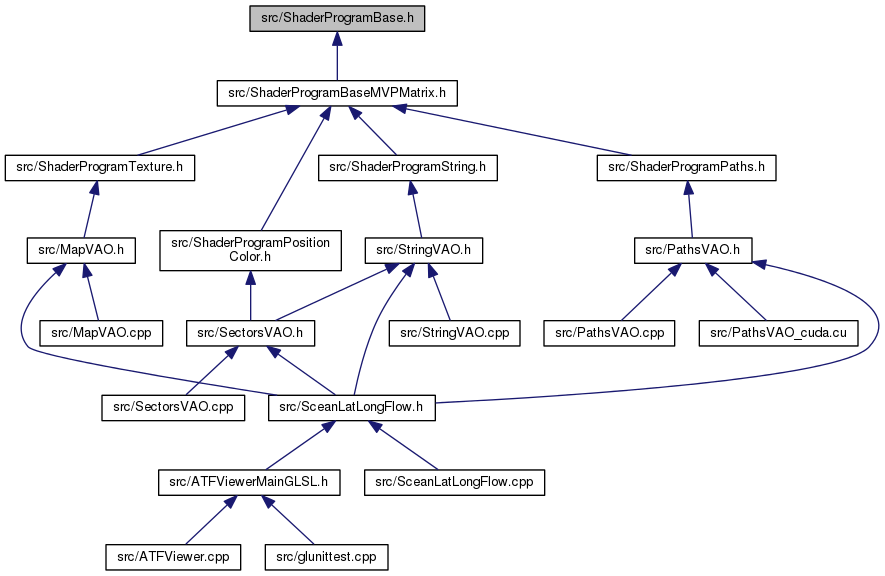 src/ShaderProgramBase.h
src/ShaderProgramBaseMVPMatrix.h
src/ShaderProgramTexture.h
src/ShaderProgramString.h
src/ShaderProgramPaths.h
src/MapVAO.h
src/ShaderProgramPosition
Color.h
src/StringVAO.h
src/PathsVAO.h
src/MapVAO.cpp
src/SectorsVAO.h
src/StringVAO.cpp
src/PathsVAO.cpp
src/PathsVAO_cuda.cu
src/SectorsVAO.cpp
src/SceanLatLongFlow.h
src/ATFViewerMainGLSL.h
src/SceanLatLongFlow.cpp
src/ATFViewer.cpp
src/glunittest.cpp